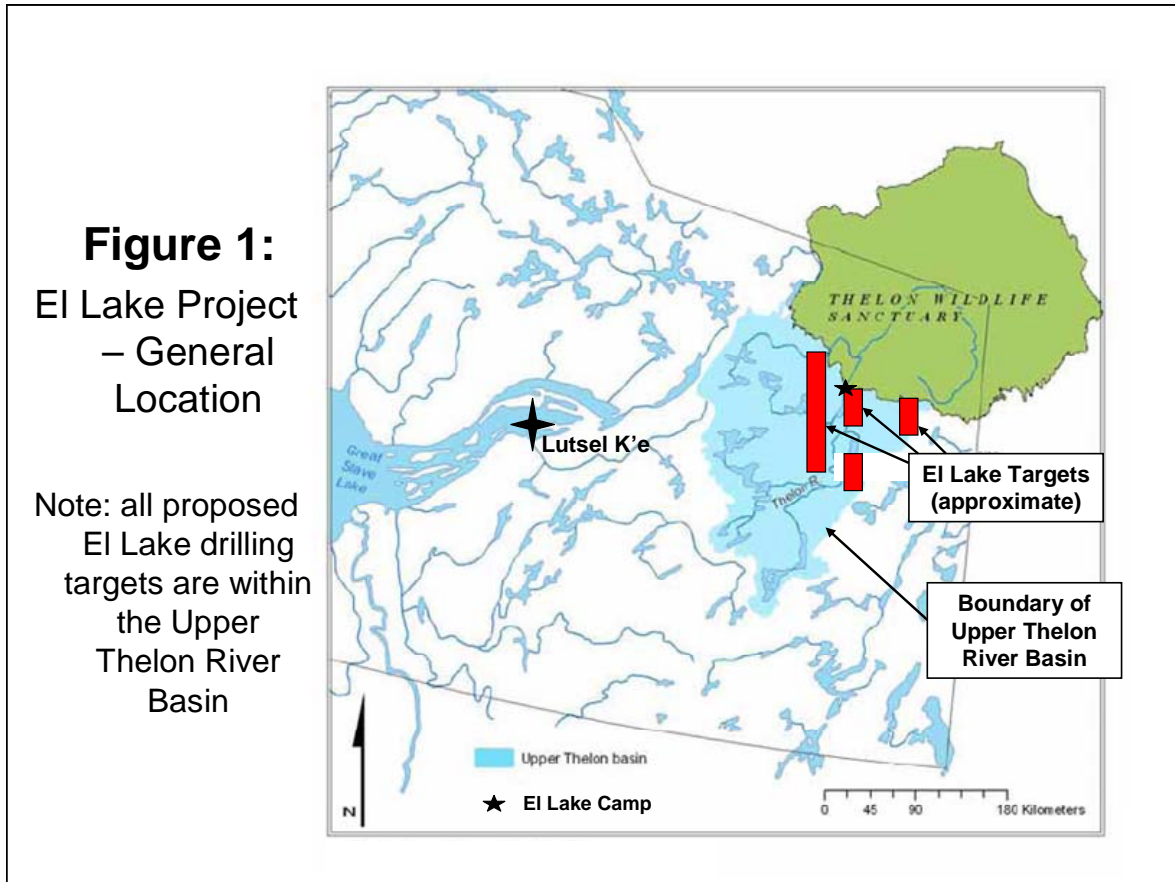 Figure 1:
El Lake Project
– General
Location
Note: all proposed
El Lake drilling
targets are within
the Upper
Thelon River
Basin
THELON WILDLIFE
SANCTUARY
Lutsel K'e
Great
Slave
Lake
Thelon R.
El Lake Targets
(approximate)
Boundary of
Upper Thelon
River Basin
Upper Thelon basin
El Lake Camp
N
0 45 90 180 Kilometers